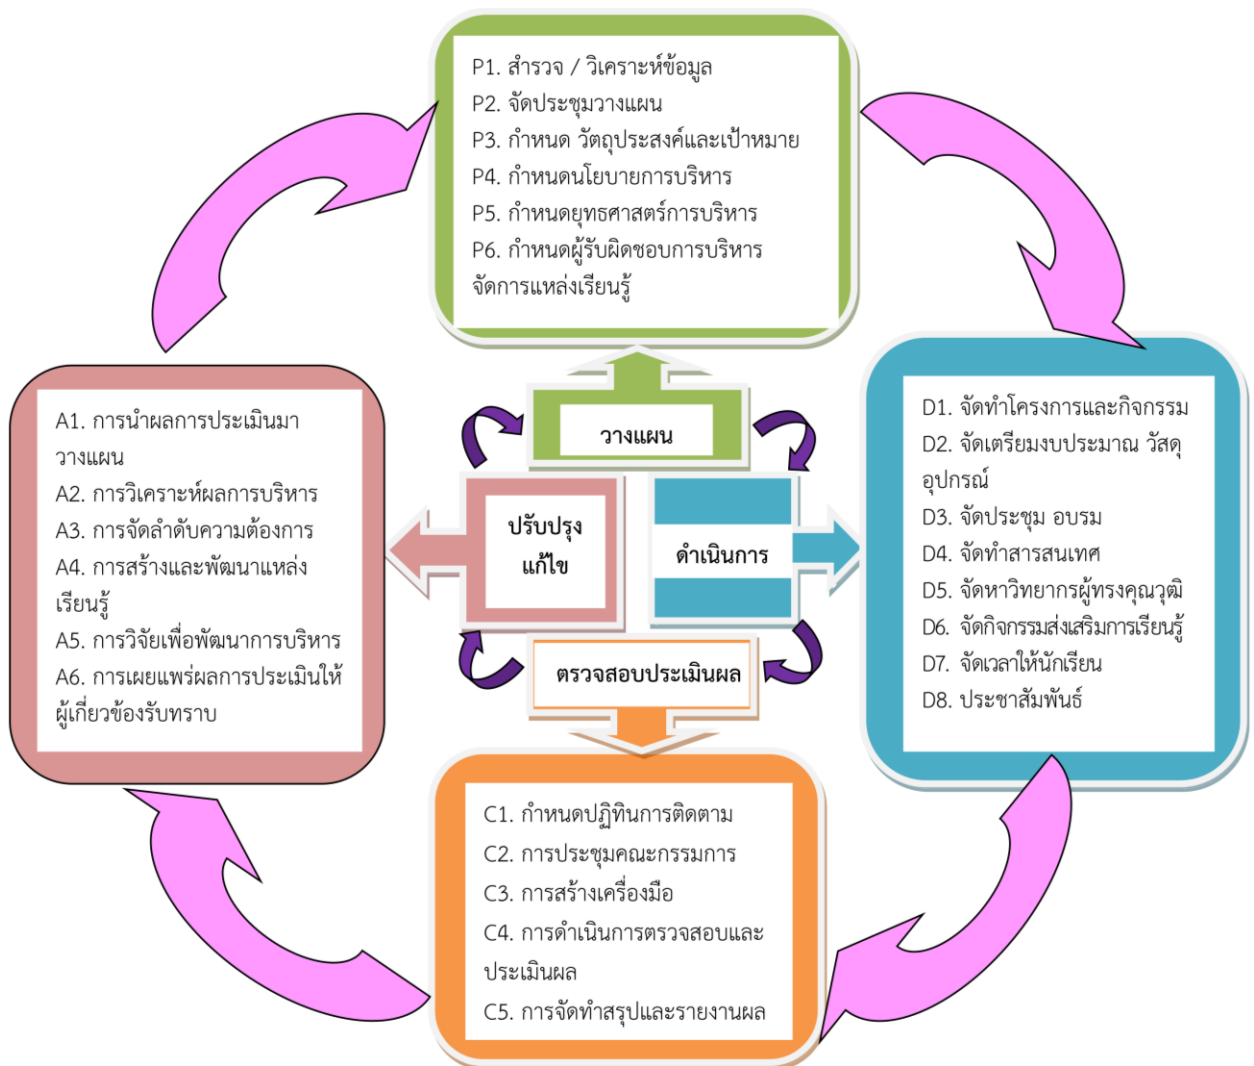 P1. สำรวจ / วิเคราะห์ข้อมูล
P2. จัดประชุมวางแผน
P3. กำหนด วัตถุประสงค์และเป้าหมาย
P4. กำหนดนโยบายการบริหาร
P5. กำหนดยุทธศาสตร์การบริหาร
P6. กำหนดผู้รับผิดชอบการบริหาร
จัดการแหล่งเรียนรู้
วางแผน
ปรับปรุง
แก้ไข
ดำเนินการ
ตรวจสอบประเมินผล
A1. การนำผลการประเมินมา
วางแผน
A2. การวิเคราะห์ผลการบริหาร
A3. การจัดลำดับความต้องการ
A4. การสร้างและพัฒนาแหล่ง
เรียนรู้
A5. การวิจัยเพื่อพัฒนาการบริหาร
A6. การเผยแพร่ผลการประเมินให้
ผู้เกี่ยวข้องรับทราบ
D1. จัดทำโครงการและกิจกรรม
D2. จัดเตรียมงบประมาณ วัสดุ
อุปกรณ์
D3. จัดประชุม อบรม
D4. จัดทำสารสนเทศ
D5. จัดหาวิทยากรผู้ทรงคุณวุฒิ
D6. จัดกิจกรรมส่งเสริมการเรียนรู้
D7. จัดเวลาให้นักเรียน
D8. ประชาสัมพันธ์
C1. กำหนดปฏิทินการติดตาม
C2. การประชุมคณะกรรมการ
C3. การสร้างเครื่องมือ
C4. การดำเนินการตรวจสอบและ
ประเมินผล
C5. การจัดทำสรุปและรายงานผล